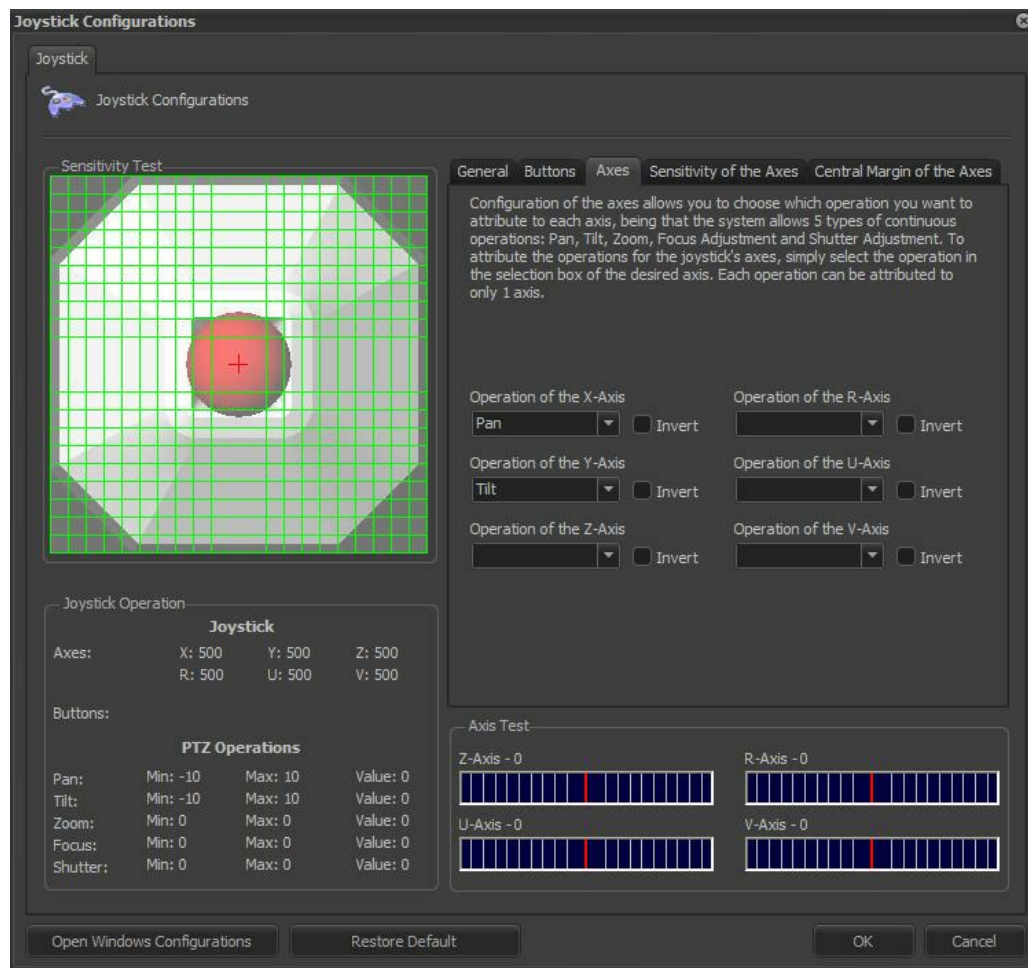 Joystick Configurations
Joystick
Joystick Configurations
Sensitivity Test
General Buttons Axes Sensitivity of the Axes Central Margin of the Axes
Configuration of the axes allows you to choose which operation you want to
attribute to each axis, being that the system allows 5 types of continuous
operations: Pan, Tilt, Zoom, Focus Adjustment and Shutter Adjustment. To
attribute the operations for the joystick's axes, simply select the operation in
the selection box of the desired axis. Each operation can be attributed to
only 1 axis.
Operation of the X-Axis Operation of the R-Axis
Pan Invert Invert
Operation of the Y-Axis Operation of the U-Axis
Tilt Invert Invert
Operation of the Z-Axis Operation of the V-Axis
Invert Invert
Joystick Operation
Joystick
Axes: X: 500 Y: 500 Z: 500
R: 500 U: 500 V: 500
Buttons:
PTZ Operations
Pan: Min: -10 Max: 10 Value: 0
Tilt: Min: -10 Max: 10 Value: 0
Zoom: Min: 0 Max: 0 Value: 0
Focus: Min: 0 Max: 0 Value: 0
Shutter: Min: 0 Max: 0 Value: 0
Axis Test
Z-Axis - 0 R-Axis - 0
U-Axis - 0 V-Axis - 0
Open Windows Configurations Restore Default OK Cancel